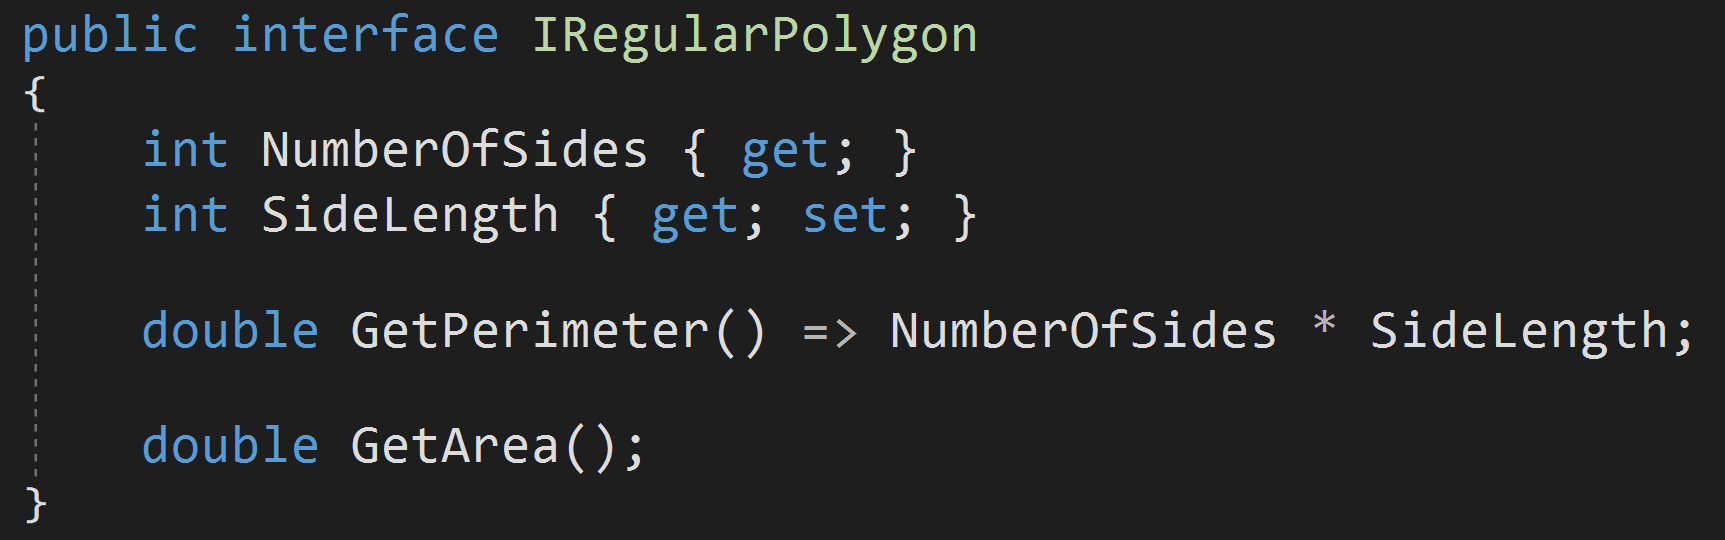 public interface IRegularPolygon
{
int NumberOfSides { get; }
int SideLength { get; set; }
double GetPerimeter() => NumberOfSides * SideLength;
double GetArea();
}